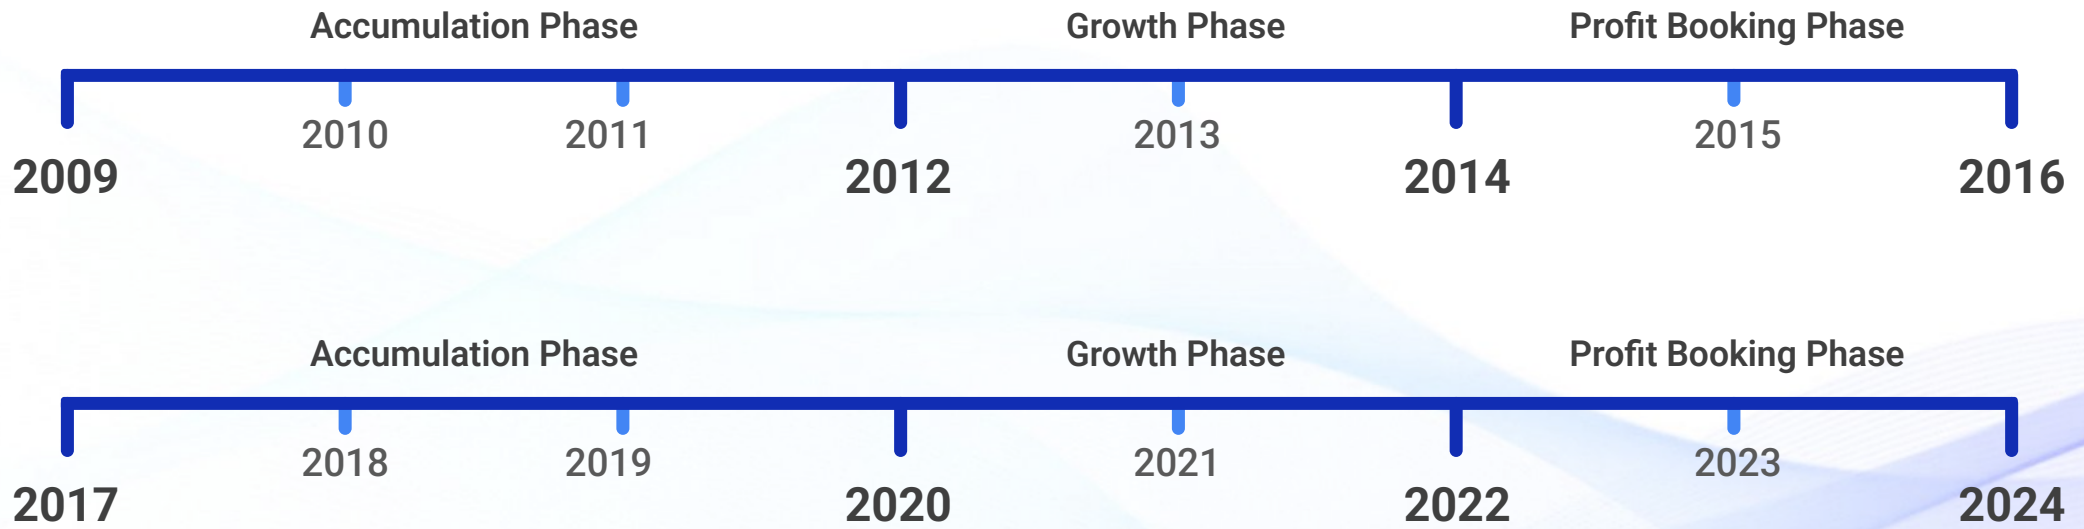 Accumulation Phase Growth Phase Profit Booking Phase
2010 2011 2013 2015
2009 2012 2014 2016
Accumulation Phase Growth Phase Profit Booking Phase
2018 2019 2021 2023
2017 2020 2022 2024